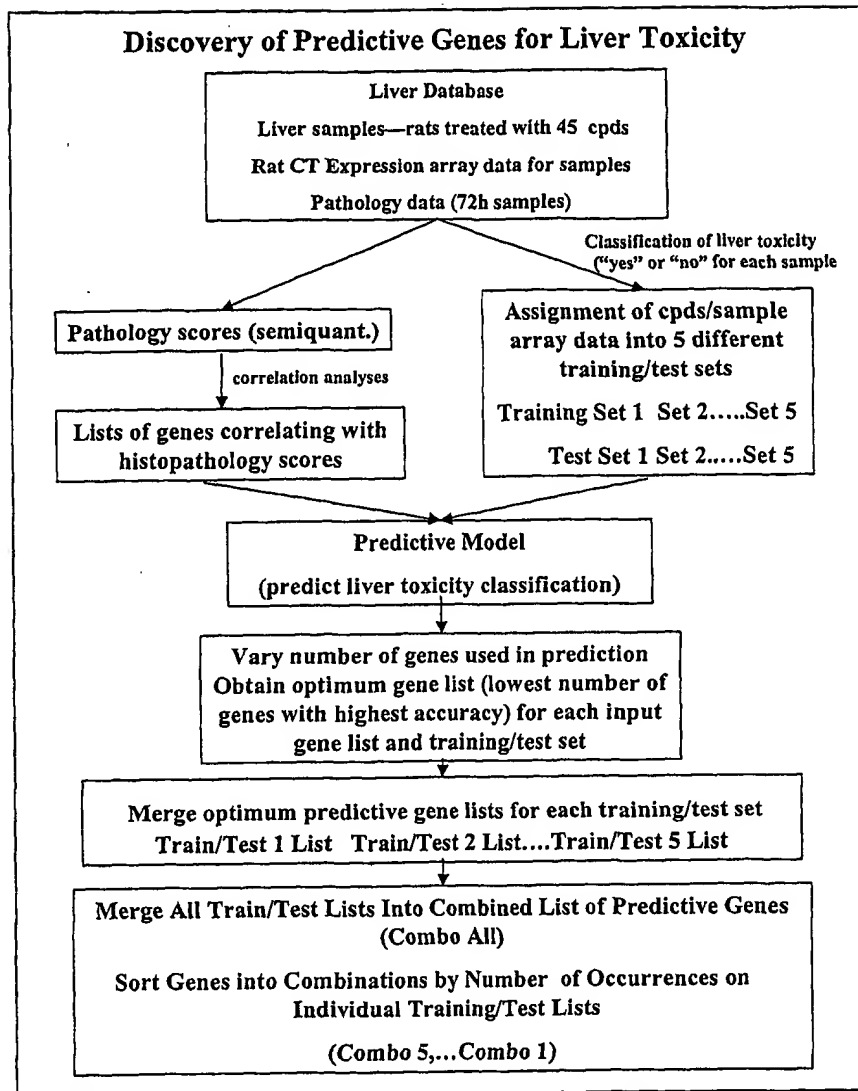 Discovery of Predictive Genes for Liver Toxicity
Liver Database
Liver samples—rats treated with 45 cpds
Rat CT Expression array data for samples
Pathology data (72h samples)
Classification of liver toxicity
("yes" or "no" for each sample
Pathology scores (semiquant.)
correlation analyses
Lists of genes correlating with
histopathology scores
Assignment of cpds/sample
array data into 5 different
training/test sets
Training Set 1 Set 2.....Set 5
Test Set 1 Set 2.....Set 5
Predictive Model
(predict liver toxicity classification)
Vary number of genes used in prediction
Obtain optimum gene list (lowest number of
genes with highest accuracy) for each input
gene list and training/test set
Merge optimum predictive gene lists for each training/test set
Train/Test 1 List Train/Test 2 List....Train/Test 5 List
Merge All Train/Test Lists Into Combined List of Predictive Genes
(Combo All)
Sort Genes into Combinations by Number of Occurrences on
Individual Training/Test Lists
(Combo 5,...Combo 1)